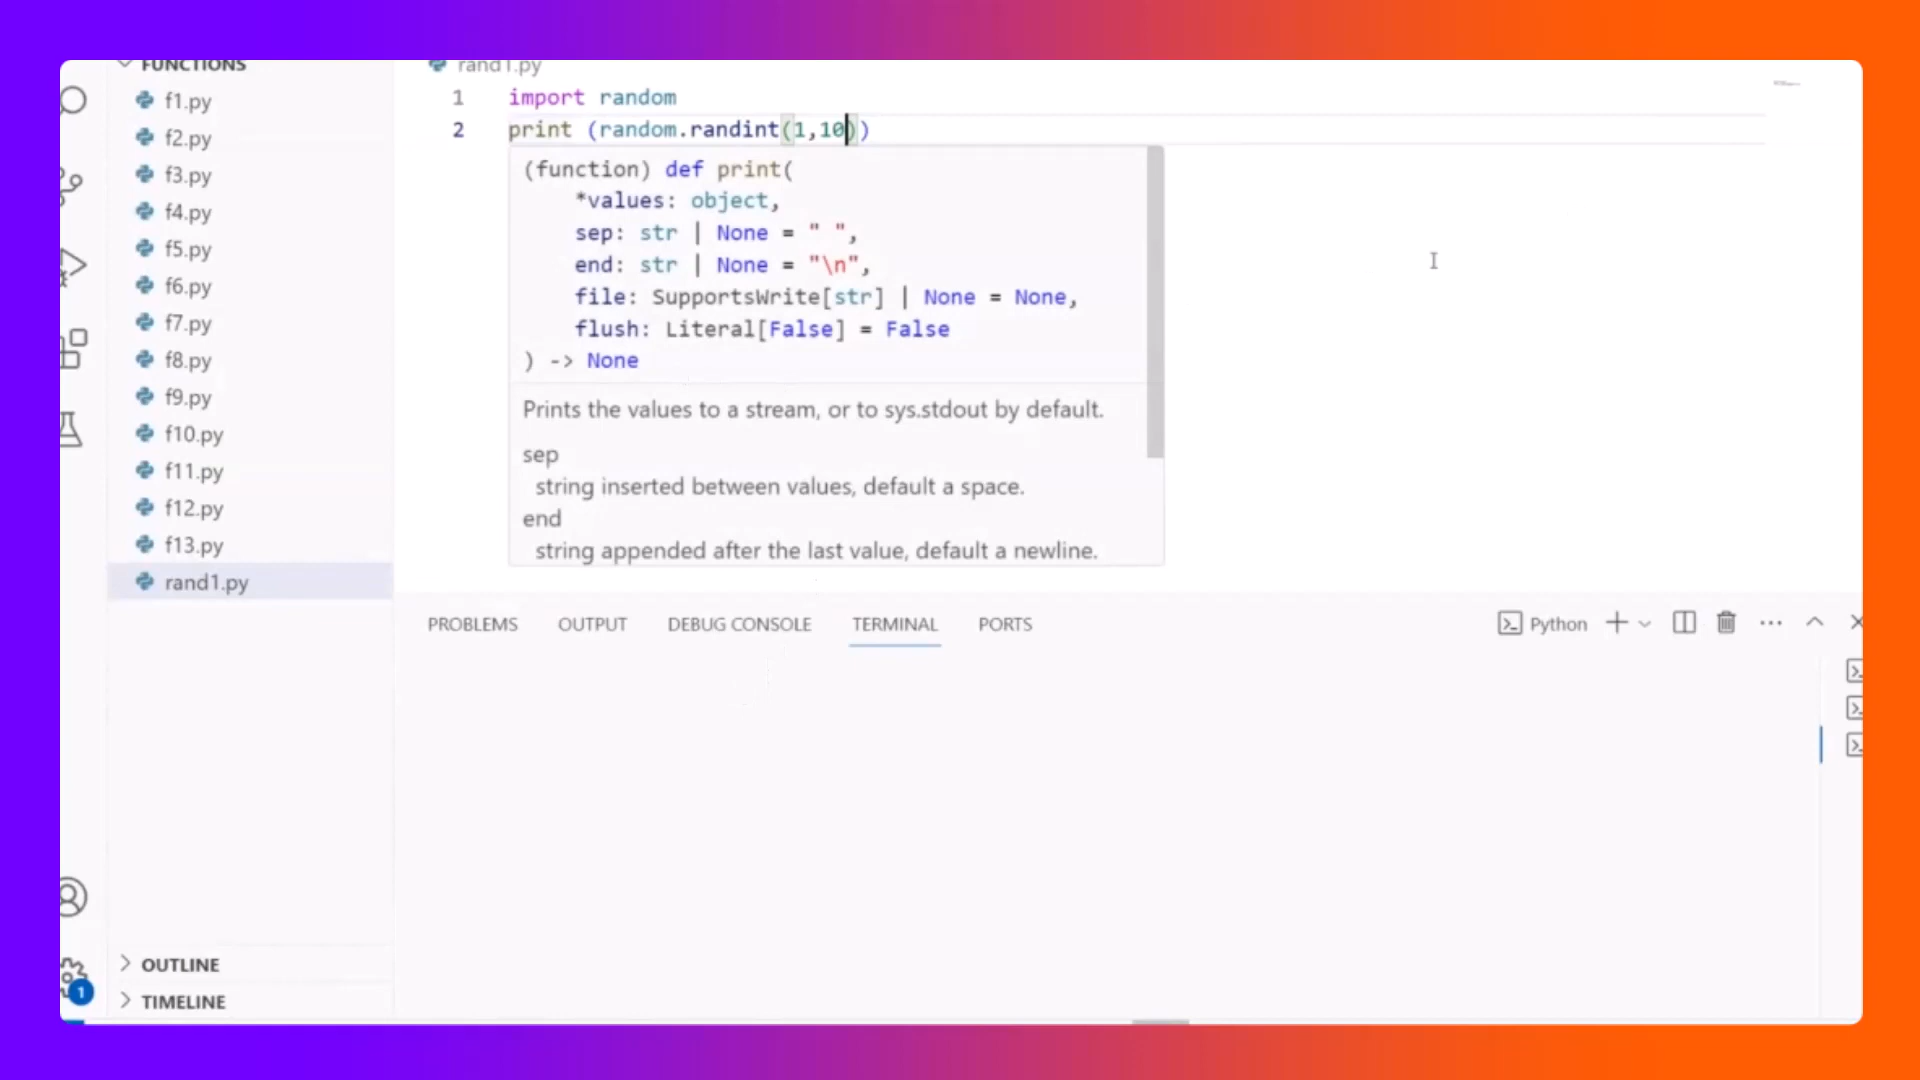 FUNCTIONS
f1.py
f2.py
f3.py
f4.py
f5.py
f6.py
f7.py
f8.py
f9.py
f10.py
f11.py
f12.py
f13.py
rand1.py
OUTLINE
TIMELINE
1
rand1.py
1 import random
2 print (random.randint(1,10))
(function) def print(
*values: object,
sep: str | None = " ",
end: str | None = "\n",
file: SupportsWrite[str] | None = None,
flush: Literal[False] = False
) -> None
Prints the values to a stream, or to sys.stdout by default.
sep
string inserted between values, default a space.
end
string appended after the last value, default a newline.
PROBLEMS OUTPUT DEBUG CONSOLE TERMINAL PORTS
Python